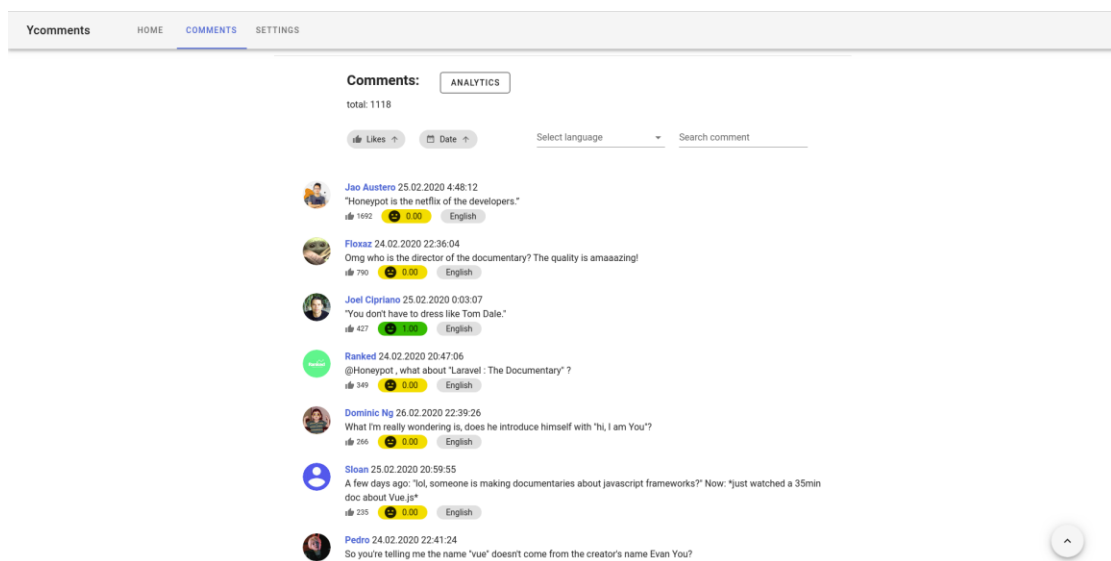 Ycomments HOME COMMENTS SETTINGS
Comments: ANALYTICS
total: 1118
Likes Date Select language Search comment
Jao Austero 25.02.2020 4:48:12
"Honeypot is the netflix of the developers."
1692 0.00 English
Floxaz 24.02.2020 22:36:04
Omg who is the director of the documentary? The quality is amaaazing!
790 0.00 English
Joel Cipriano 25.02.2020 0:03:07
"You don't have to dress like Tom Dale."
427 1.00 English
Ranked 24.02.2020 20:47:06
@Honeypot , what about "Laravel : The Documentary" ?
349 0.00 English
Dominic Ng 26.02.2020 22:39:26
What I'm really wondering is, does he introduce himself with "hi, I am You"?
266 0.00 English
Sloan 25.02.2020 20:59:55
A few days ago: "lol, someone is making documentaries about javascript frameworks?" Now: *just watched a 35min
doc about Vue.js*
235 0.00 English
Pedro 24.02.2020 22:41:24
So you're telling me the name "vue" doesn't come from the creator's name Evan You?